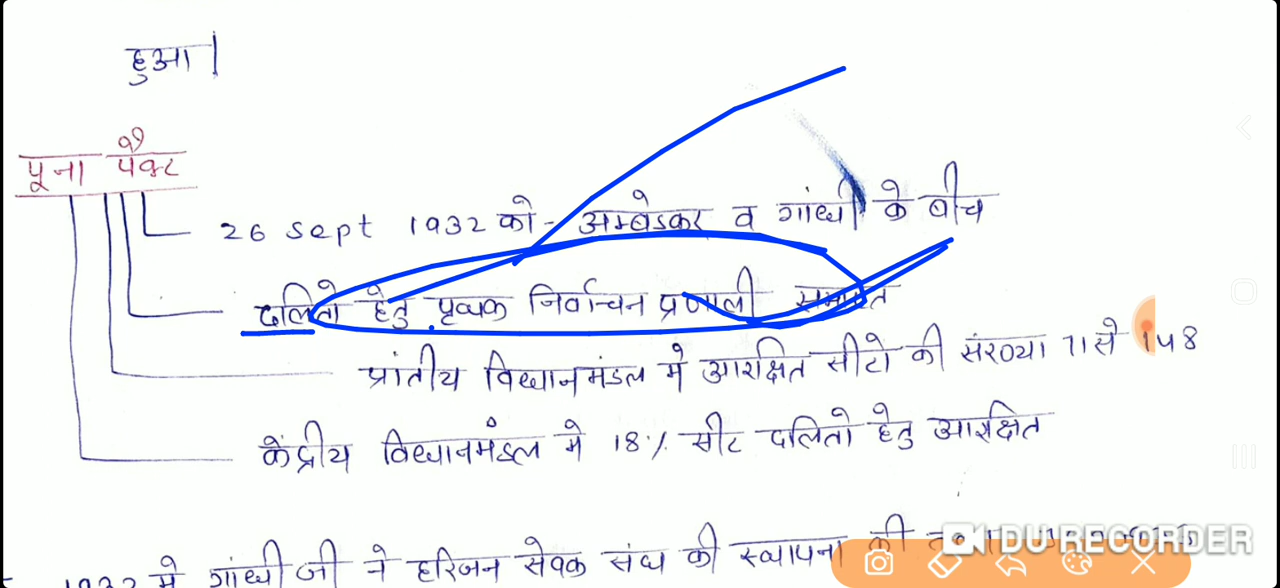 हुआ।
पूना पैक्ट
26 Sept 1932 को - अम्बेडकर व गांधी के बीच
दलितो हेतु पृथक निर्वाचन प्रणाली समाप्त
प्रांतीय विधानमंडल मे आरक्षित सीटो की संख्या 71 से 148
केंद्रीय विधानमंडल मे 18% सीट दलितो हेतु आरक्षित
1932 मे गांधी जी ने हरिजन सेवक संघ की स्थापना की
DU RECORDER